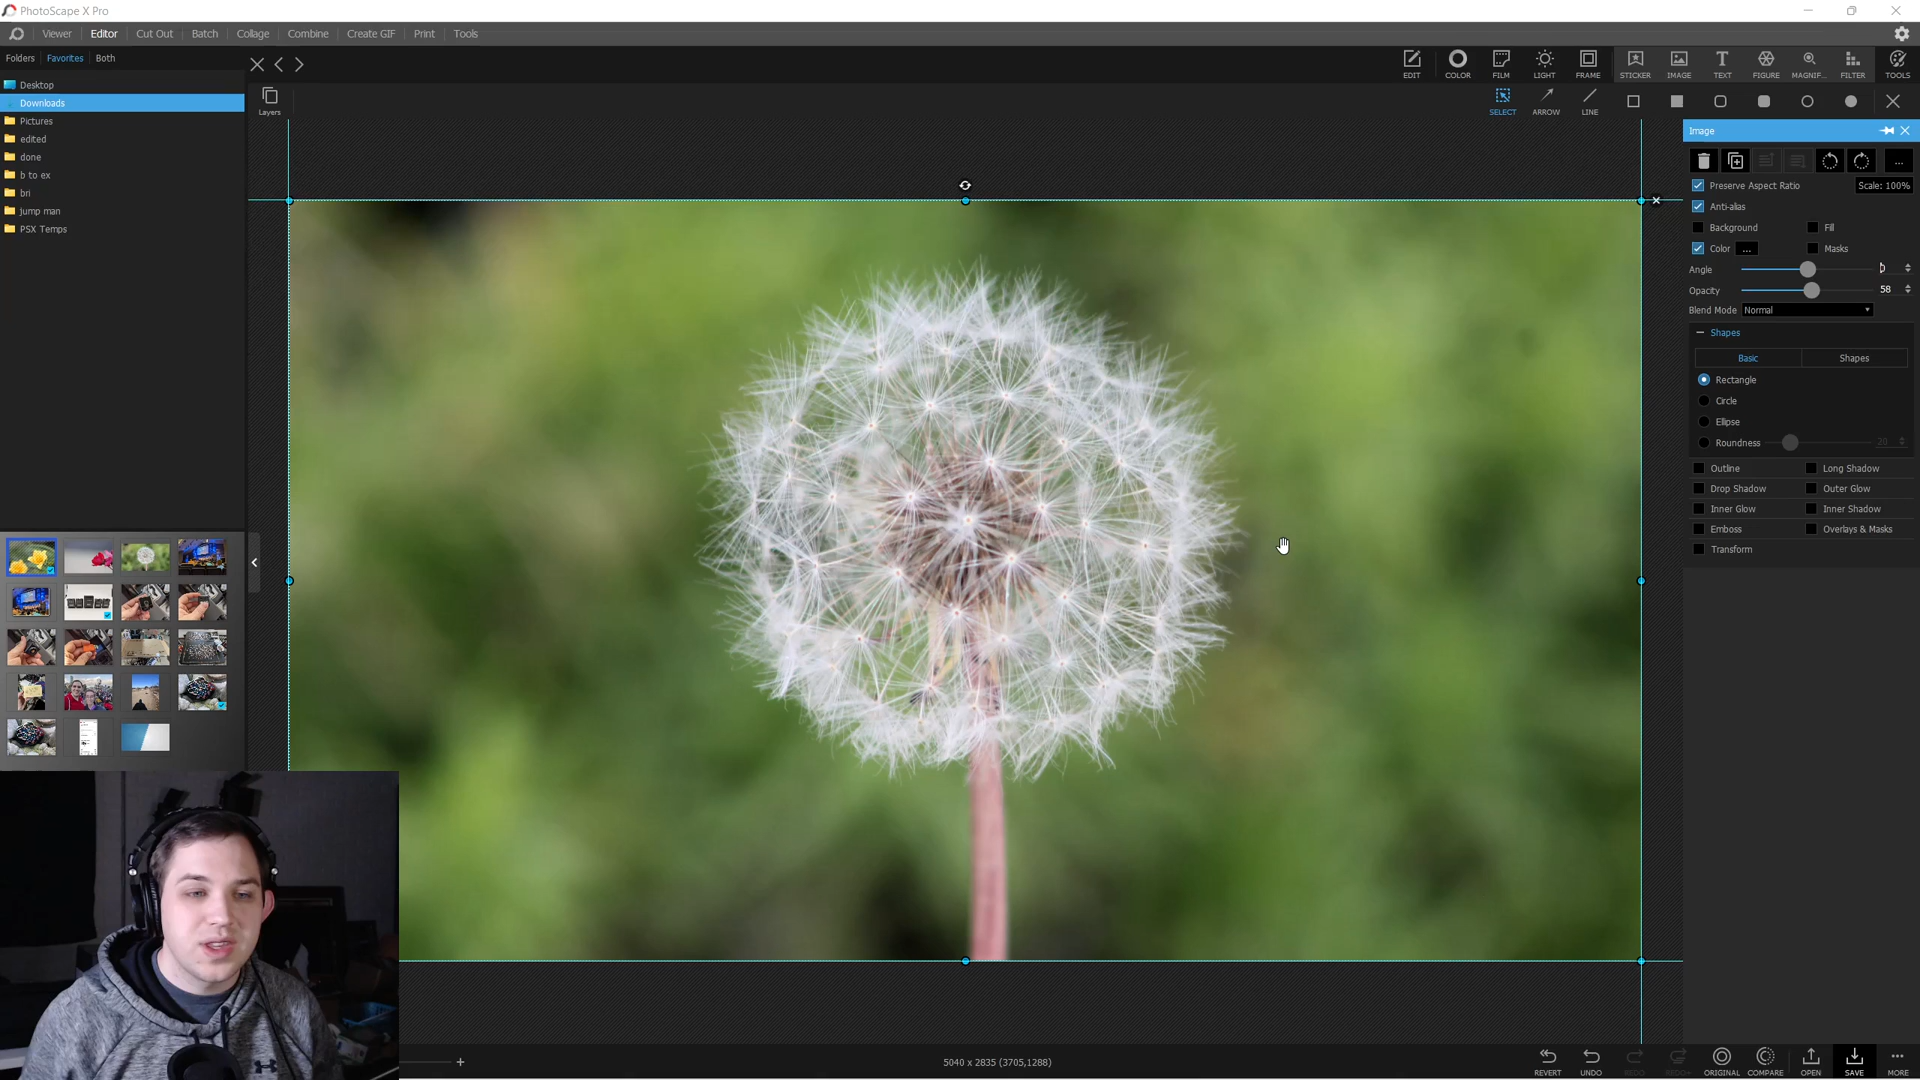 PhotoScape X Pro
Viewer Editor Cut Out Batch Collage Combine Create GIF Print Tools
Folders Favorites Both
EDIT COLOR FILM LIGHT FRAME STICKER IMAGE TEXT FIGURE MAGNIF... FILTER TOOLS
Layers
SELECT ARROW LINE
Desktop
Downloads
Pictures
edited
done
b to ex
bri
jump man
PSX Temps
Image
...
Preserve Aspect Ratio Scale: 100%
Anti-alias
Background Fill
Color ... Masks
Angle
Opacity 58
Blend Mode Normal
Shapes
Basic Shapes
Rectangle
Circle
Ellipse
Roundness 20
Outline Long Shadow
Drop Shadow Outer Glow
Inner Glow Inner Shadow
Emboss Overlays & Masks
Transform
5040 x 2835 (3705,1288)
REVERT UNDO REDO REDO+ ORIGINAL COMPARE OPEN SAVE MORE